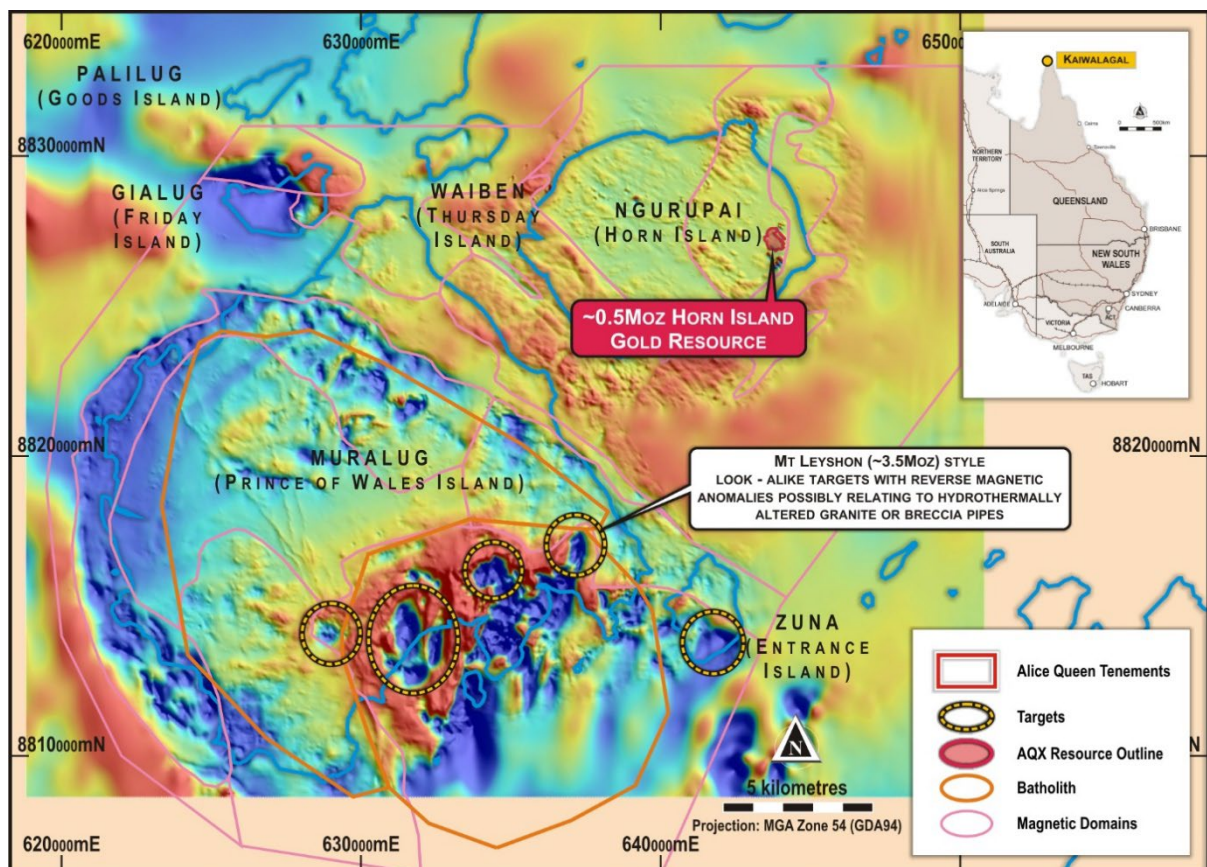 620000mE
630000mE
650000m
PALILUG
(GOODS ISLAND)
8830000mN
GIALUG
(FRIDAY
ISLAND)
WAIBEN
(THURSDAY
ISLAND)
NGURUPAI
(HORN ISLAND)
~0.5MOZ HORN ISLAND
GOLD RESOURCE
8820000mN
8820000mN
MURALUG
(PRINCE OF WALES ISLAND)
MT LEYSHON (~3.5MOZ) STYLE
LOOK - ALIKE TARGETS WITH REVERSE MAGNETIC
ANOMALIES POSSIBLY RELATING TO HYDROTHERMALLY
ALTERED GRANITE OR BRECCIA PIPES
ZUNA
(ENTRANCE
ISLAND)
8810000mN
N
N
5 kilometres
Projection: MGA Zone 54 (GDA94)
620000mE
630000mE
640000mE
KAIWALAGAL
0 500km
Cairns
Townsville
NORTHERN
TERRITORY
Alice Springs
QUEENSLAND
BRISBANE
SOUTH
AUSTRALIA
NEW SOUTH
WALES
ADELAIDE
SYDNEY
CANBERRA
ACT
VICTORIA
MELBOURNE
TAS
HOBART
Alice Queen Tenements
Targets
AQX Resource Outline
Batholith
Magnetic Domains